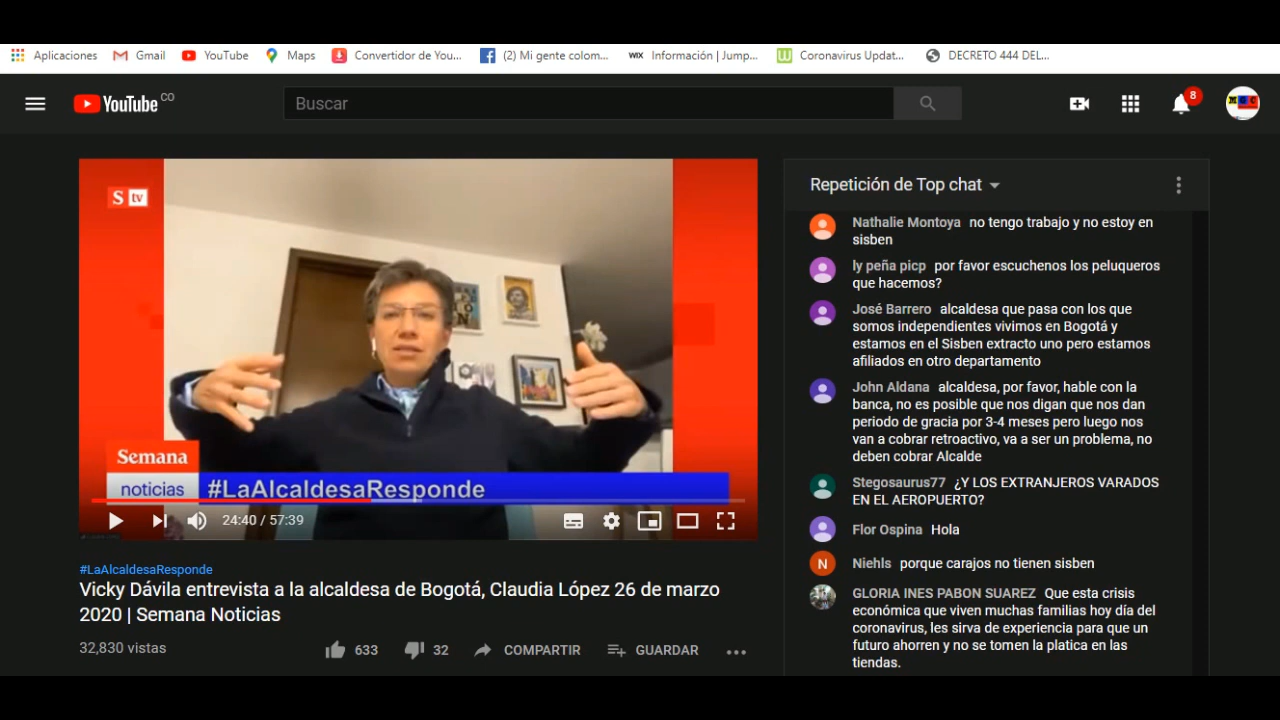 Aplicaciones Gmail YouTube Maps Convertidor de You... (2) Mi gente colom... WIX Información | Jump... Coronavirus Updat... DECRETO 444 DEL...
YouTube CO
Buscar
8
S tv
Semana
noticias
#LaAlcaldesaResponde
24:40 / 57:39
#LaAlcaldesaResponde
Vicky Dávila entrevista a la alcaldesa de Bogotá, Claudia López 26 de marzo
2020 | Semana Noticias
32,830 vistas
633 32 COMPARTIR GUARDAR
Repetición de Top chat
Nathalie Montoya no tengo trabajo y no estoy en
sisben
ly peña picp por favor escuchenos los peluqueros
que hacemos?
José Barrero alcaldesa que pasa con los que
somos independientes vivimos en Bogotá y
estamos en el Sisben extracto uno pero estamos
afiliados en otro departamento
John Aldana alcaldesa, por favor, hable con la
banca, no es posible que nos digan que nos dan
periodo de gracia por 3-4 meses pero luego nos
van a cobrar retroactivo, va a ser un problema, no
deben cobrar Alcalde
Stegosaurus77 ¿Y LOS EXTRANJEROS VARADOS
EN EL AEROPUERTO?
Flor Ospina Hola
N Niehls porque carajos no tienen sisben
GLORIA INES PABON SUAREZ Que esta crisis
económica que viven muchas familias hoy día del
coronavirus, les sirva de experiencia para que un
futuro ahorren y no se tomen la platica en las
tiendas.